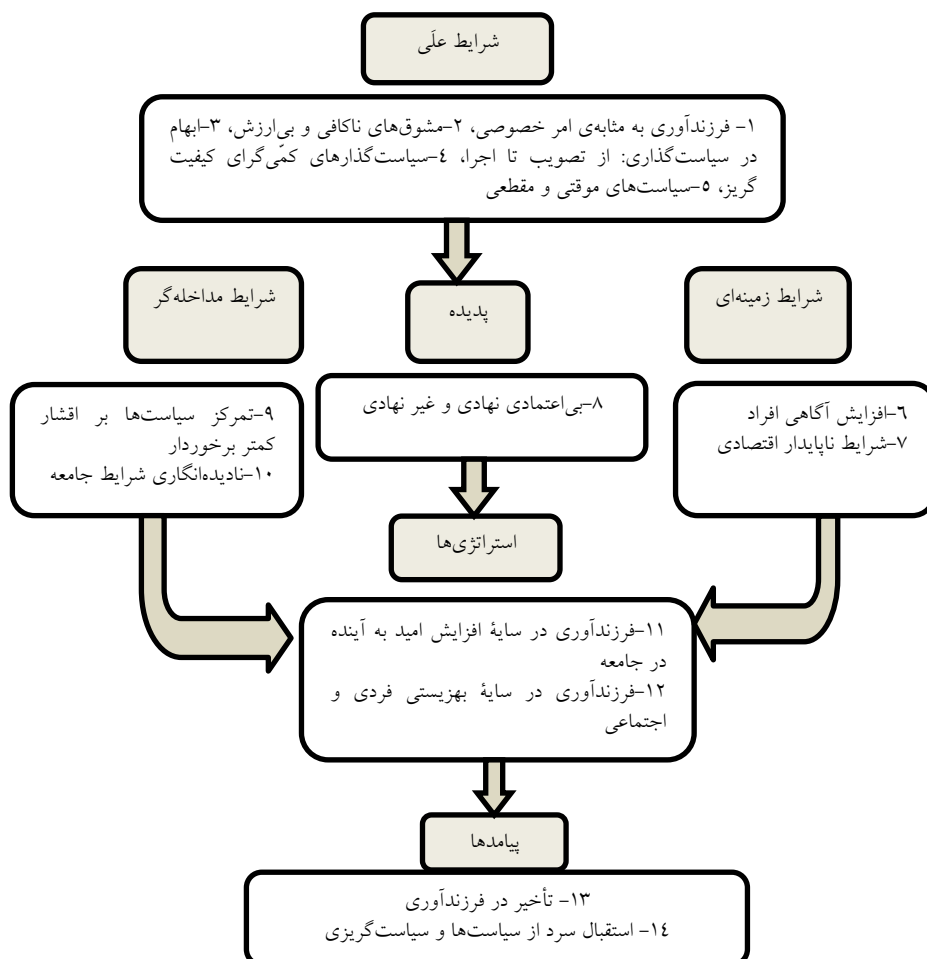 شرایط علَی
۱- فرزندآوری به مثابه‌ی امر خصوصی، ۲-مشوق‌های ناکافی و بی‌ارزش، ۳-ابهام
در سیاست‌گذاری: از تصویب تا اجرا، ٤-سیاست‌گذارهای کمّی‌گرای کیفیت
گریز، ٥-سیاست‌های موقتی و مقطعی
شرایط زمینه‌ای
پدیده
شرایط مداخله‌گر
٦-افزایش آگاهی افراد
۷-شرایط ناپایدار اقتصادی
۸-بی‌اعتمادی نهادی و غیر نهادی
۹-تمرکز سیاست‌ها بر اقشار
کمتر برخوردار
۱۰-نادیده‌انگاری شرایط جامعه
استراتژی‌ها
۱۱-فرزندآوری در سایۀ افزایش امید به آینده
در جامعه
۱۲-فرزندآوری در سایۀ بهزیستی فردی و
اجتماعی
پیامدها
۱۳- تأخیر در فرزندآوری
۱٤- استقبال سرد از سیاست‌ها و سیاست‌گریزی